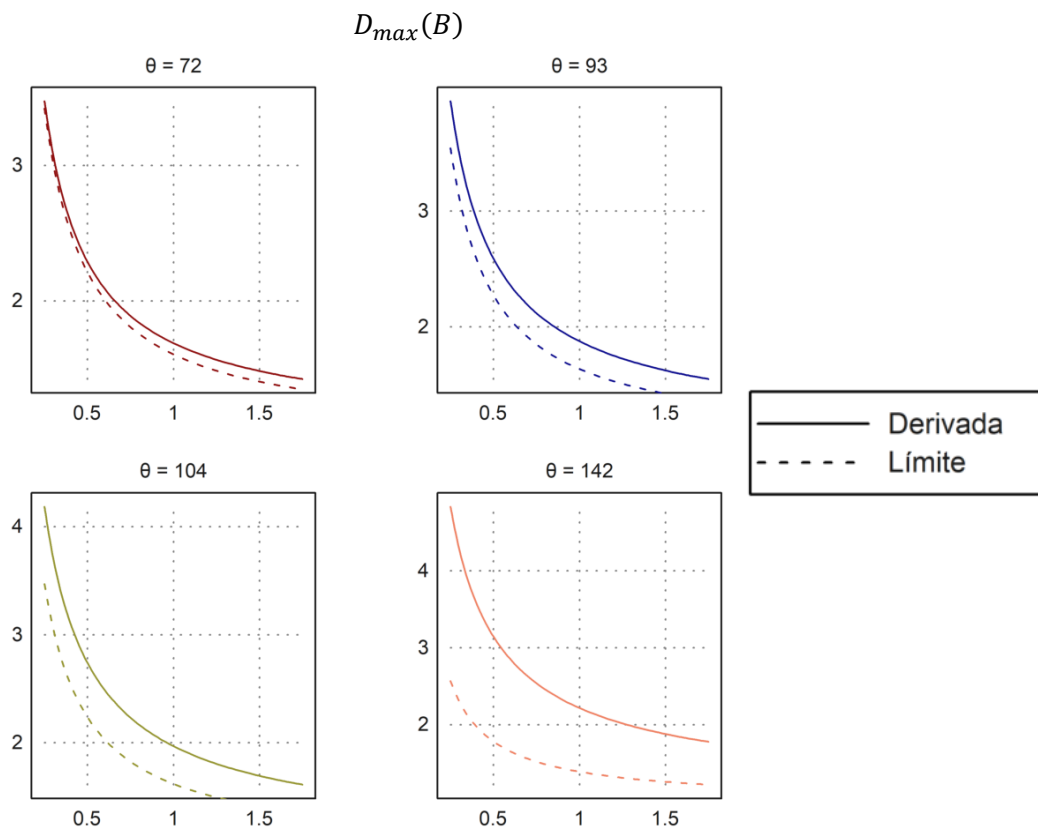 D_max(B)
θ = 72
3
2
0.5 1 1.5
θ = 93
3
2
0.5 1 1.5
Derivada
Límite
θ = 104
4
3
2
0.5 1 1.5
θ = 142
4
3
2
0.5 1 1.5